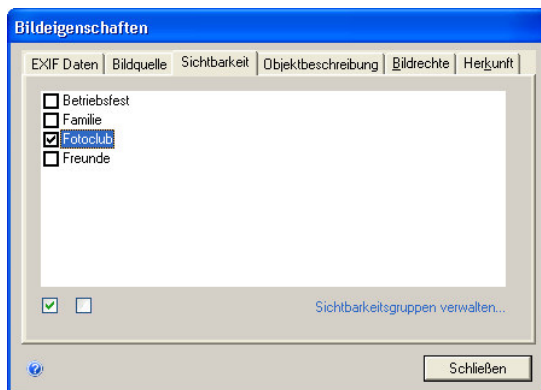 Bildeigenschaften
EXIF Daten Bildquelle Sichtbarkeit Objektbeschreibung Bildrechte Herkunft
Betriebsfest
Familie
Fotoclub
Freunde
Sichtbarkeitsgruppen verwalten...
? Schließen